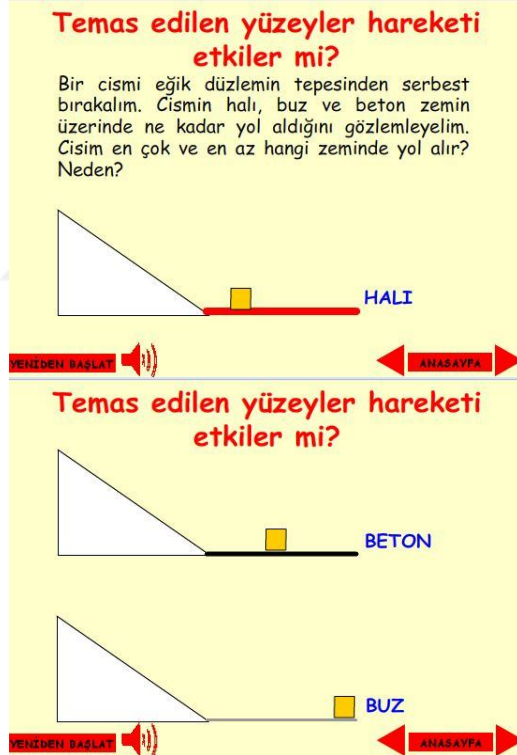 Temas edilen yüzeyler hareketi
etkiler mi?
Bir cismi eğik düzlemin tepesinden serbest
bırakalım. Cismin halı, buz ve beton zemin
üzerinde ne kadar yol aldığını gözlemleyelim.
Cisim en çok ve en az hangi zeminde yol alır?
Neden?
HALI
YENİDEN BAŞLAT
ANASAYFA
Temas edilen yüzeyler hareketi
etkiler mi?
BETON
BUZ
YENİDEN BAŞLAT
ANASAYFA